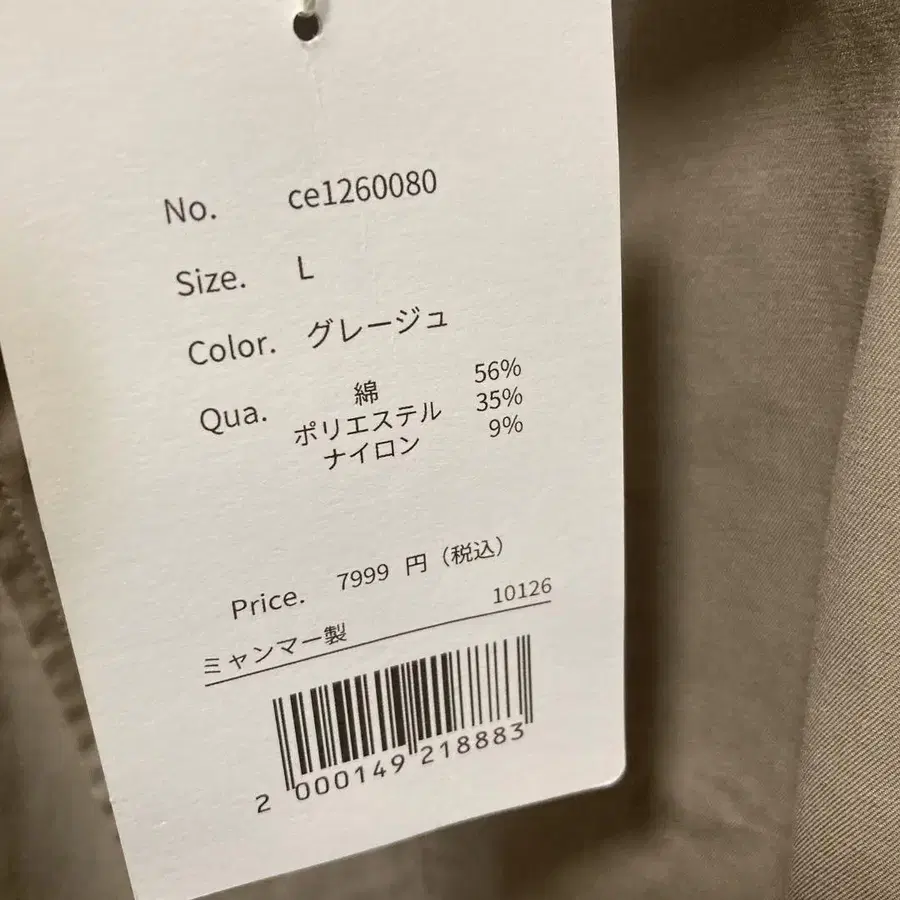 No. ce1260080
Size. L
Color. グレージュ
Qua. 綿 56%
ポリエステル 35%
ナイロン 9%
Price. 7999 円（税込）
ミャンマー製 10126
2 000149 218883